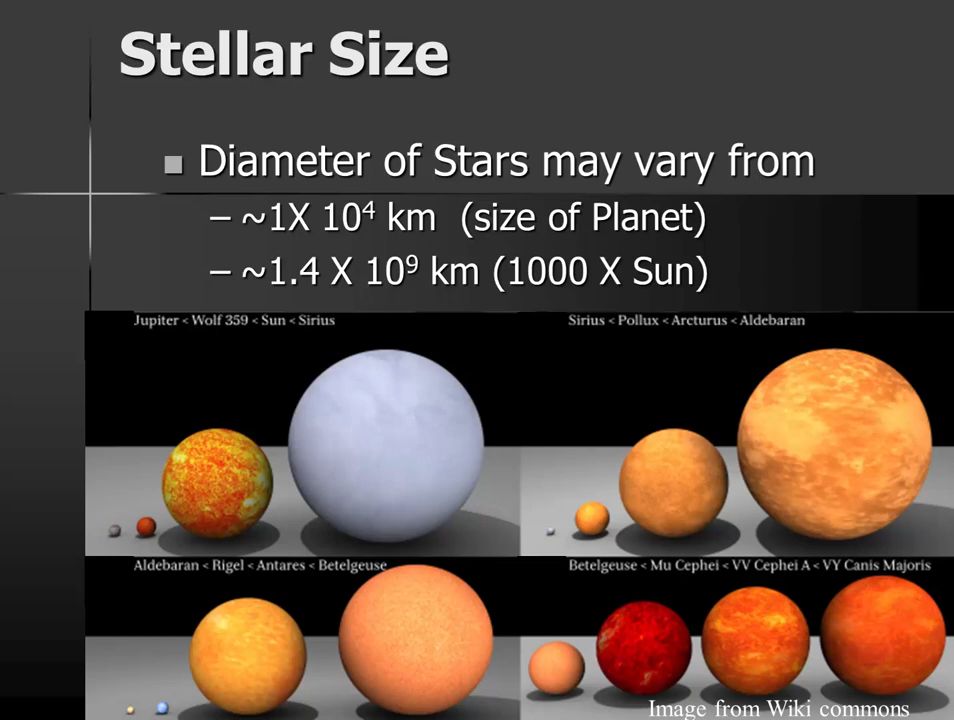 Stellar Size
Diameter of Stars may vary from
– ~1X 10⁴ km (size of Planet)
– ~1.4 X 10⁹ km (1000 X Sun)
Jupiter < Wolf 359 < Sun < Sirius
Sirius < Pollux < Arcturus < Aldebaran
Aldebaran < Rigel < Antares < Betelgeuse
Betelgeuse < Mu Cephei < VV Cephei A < VY Canis Majoris
Image from Wiki commons